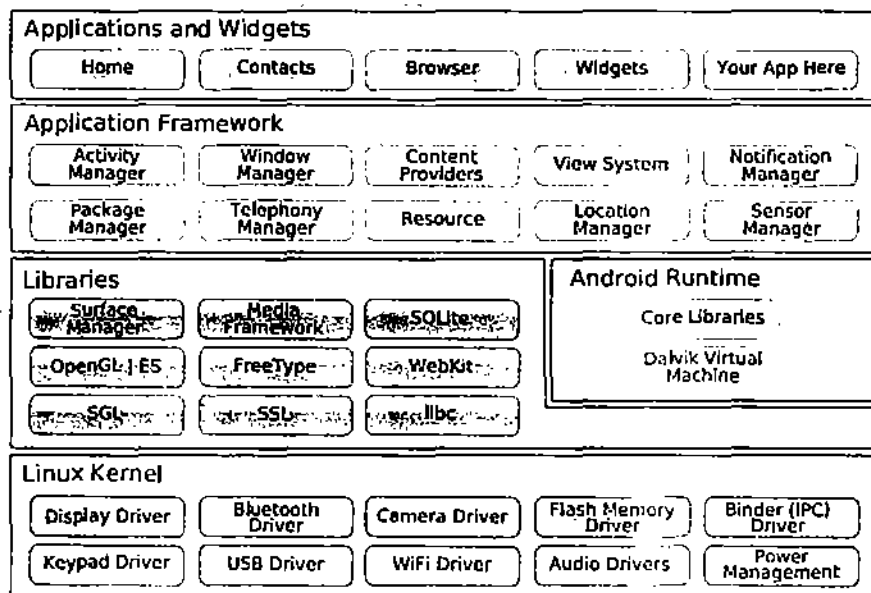 Applications and Widgets
Home
Contacts
Browser
Widgets
Your App Here
Application Framework
Activity
Manager
Window
Manager
Content
Providers
View System
Notification
Manager
Package
Manager
Telephony
Manager
Resource
Location
Manager
Sensor
Manager
Libraries
Surface
Manager
Media
Framework
SQLite
OpenGL | ES
FreeType
WebKit
SGL
SSL
libc
Android Runtime
Core Libraries
Dalvik Virtual
Machine
Linux Kernel
Display Driver
Bluetooth
Driver
Camera Driver
Flash Memory
Driver
Binder (IPC)
Driver
Keypad Driver
USB Driver
WiFi Driver
Audio Drivers
Power
Management